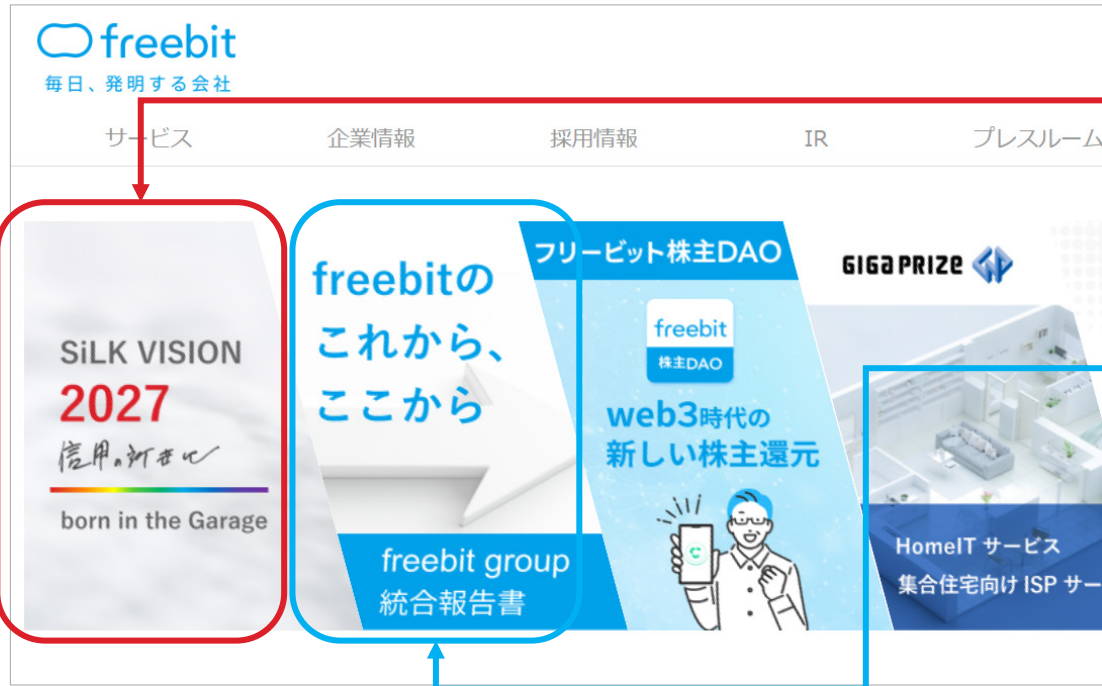 freebit
毎日、発明する会社
サービス
企業情報
採用情報
IR
プレスルーム
SiLK VISION
2027
信用の所在地
born in the Garage
freebitの
これから、
ここから
freebit group
統合報告書
フリービット株主DAO
freebit
株主DAO
web3時代の
新しい株主還元
GIGA PRIZE
HomeIT サービス
集合住宅向け ISP サー